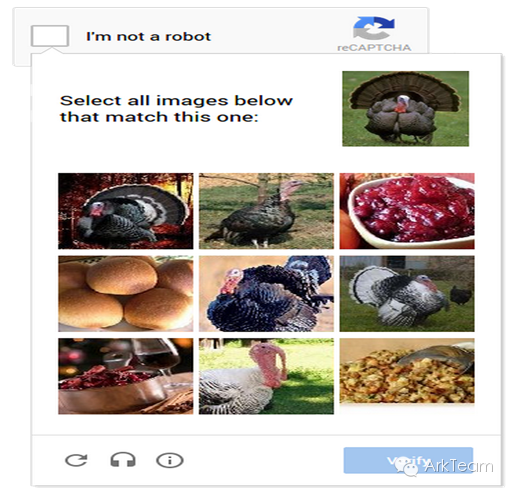 I'm not a robot
reCAPTCHA
Select all images below
that match this one:
Verify
ArkTeam